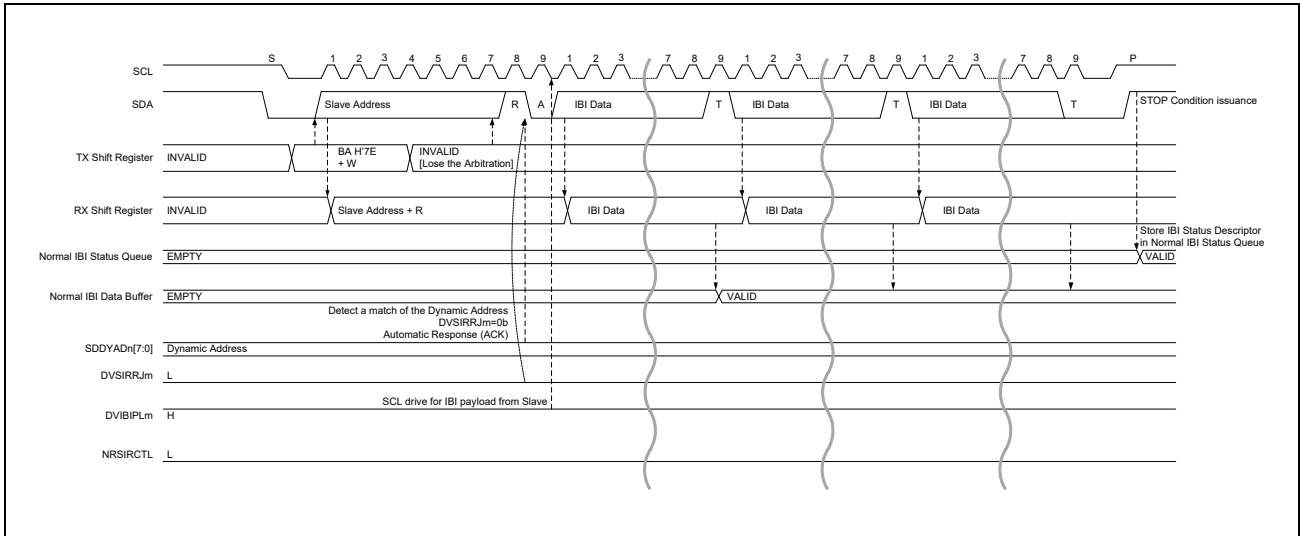 S 1 2 3 4 5 6 7 8 9 1 2 3 7 8 9 1 2 3 7 8 9 1 2 3 7 8 9 P
SCL
SDA Slave Address R A IBI Data T IBI Data T IBI Data T STOP Condition issuance
TX Shift Register INVALID BA H'7E
+ W INVALID
[Lose the Arbitration]
RX Shift Register INVALID Slave Address + R IBI Data IBI Data IBI Data
Store IBI Status Descriptor
in Normal IBI Status Queue
Normal IBI Status Queue EMPTY VALID
Normal IBI Data Buffer EMPTY VALID
Detect a match of the Dynamic Address
DVSIRRJm=0b
Automatic Response (ACK)
SDDYADn[7:0] Dynamic Address
DVSIRRJm L
SCL drive for IBI payload from Slave
DVIBIPLm H
NRSIRCTL L